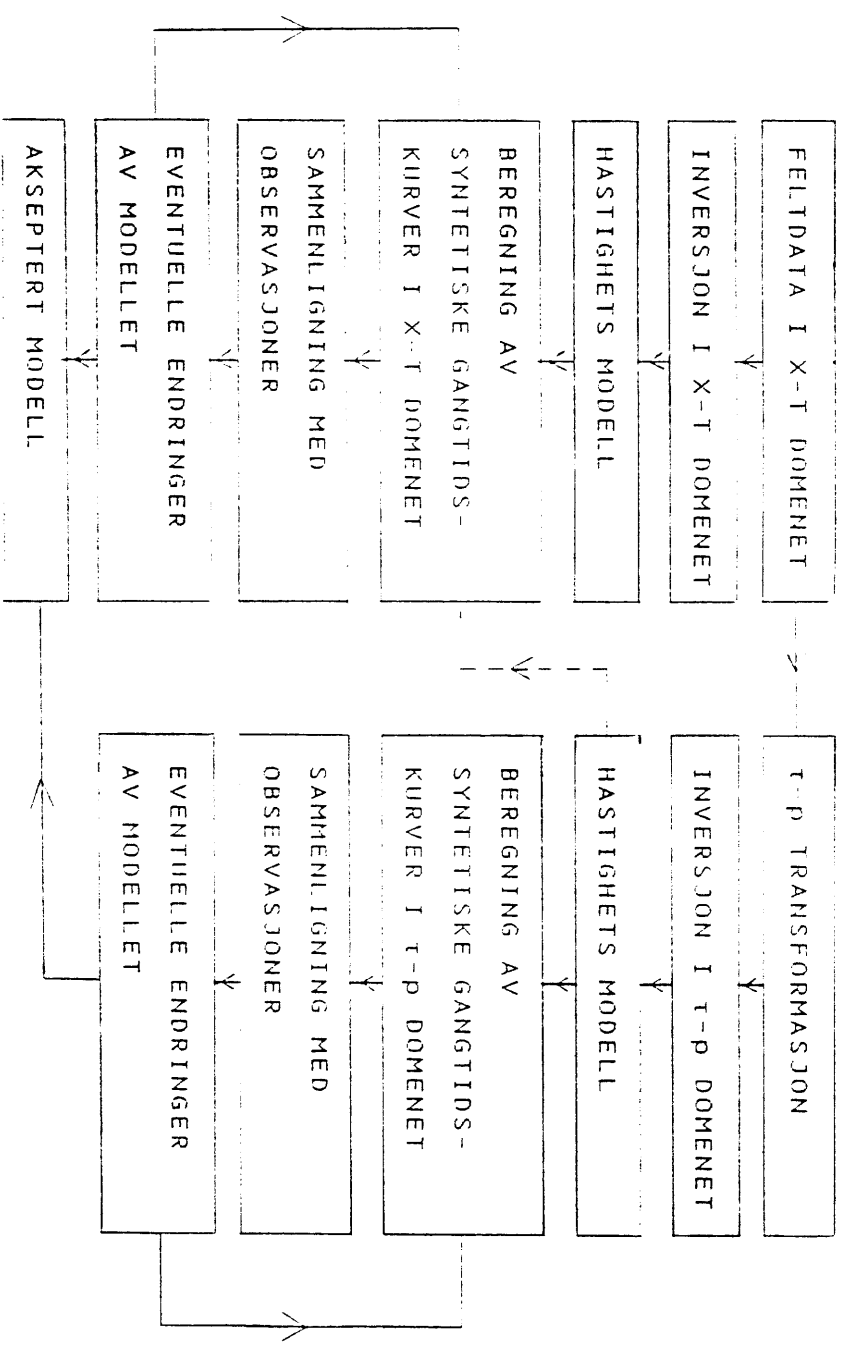 FELTDATA I X-T DOMENET
INVERSJON I X-T DOMENET
HASTIGHETS MODELL
BEREGNING AV
SYNTETISKE GANGTIDS-
KURVER I X-T DOMENET
SAMMENLIGNING MED
OBSERVASJONER
EVENTUELLE ENDRINGER
AV MODELLET
AKSEPTERT MODELL
τ-p TRANSFORMASJON
INVERSJON I τ-p DOMENET
HASTIGHETS MODELL
BEREGNING AV
SYNTETISKE GANGTIDS-
KURVER I τ-p DOMENET
SAMMENLIGNING MED
OBSERVASJONER
EVENTUELLE ENDRINGER
AV MODELLET